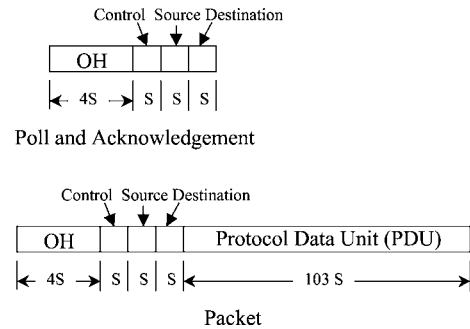 Control Source Destination
OH
4S S S S
Poll and Acknowledgement
Control Source Destination
OH Protocol Data Unit (PDU)
4S S S S 103 S
Packet